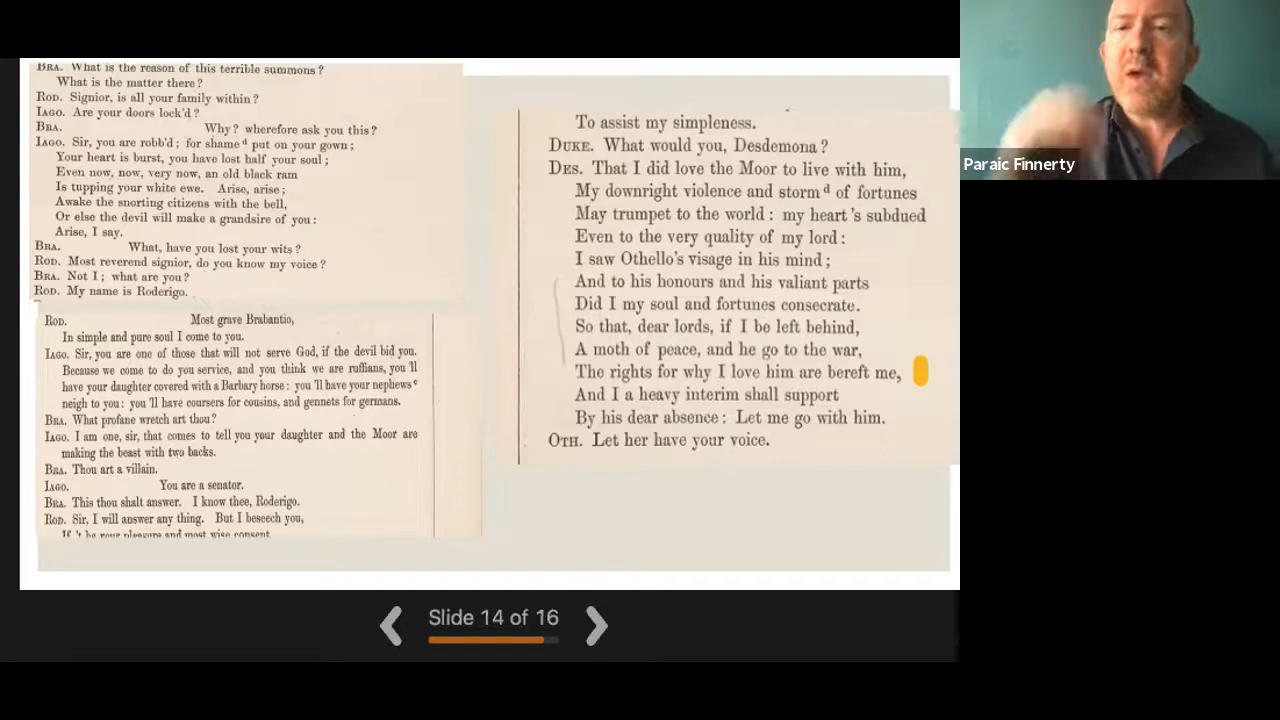 BRA. What is the reason of this terrible summons?
What is the matter there?
ROD. Signior, is all your family within?
IAGO. Are your doors lock'd?
BRA. Why? wherefore ask you this?
IAGO. Sir, you are robb'd; for shame d put on your gown;
Your heart is burst, you have lost half your soul;
Even now, now, very now, an old black ram
Is tupping your white ewe. Arise, arise;
Awake the snorting citizens with the bell,
Or else the devil will make a grandsire of you:
Arise, I say.
BRA. What, have you lost your wits?
ROD. Most reverend signior, do you know my voice?
BRA. Not I; what are you?
ROD. My name is Roderigo.
ROD. Most grave Brabantio,
In simple and pure soul I come to you.
IAGO. Sir, you are one of those that will not serve God, if the devil bid you.
Because we come to do you service, and you think we are ruffians, you 'll
have your daughter covered with a Barbary horse: you 'll have your nephews e
neigh to you: you 'll have coursers for cousins, and gennets for germans.
BRA. What profane wretch art thou?
IAGO. I am one, sir, that comes to tell you your daughter and the Moor are
making the beast with two backs.
BRA. Thou art a villain.
IAGO. You are a senator.
BRA. This thou shalt answer. I know thee, Roderigo.
ROD. Sir, I will answer any thing. But I beseech you,
If 't be your pleasure and most wise consent
To assist my simpleness.
DUKE. What would you, Desdemona?
DES. That I did love the Moor to live with him,
My downright violence and storm d of fortunes
May trumpet to the world: my heart 's subdued
Even to the very quality of my lord:
I saw Othello's visage in his mind;
And to his honours and his valiant parts
Did I my soul and fortunes consecrate.
So that, dear lords, if I be left behind,
A moth of peace, and he go to the war,
The rights for why I love him are bereft me,
And I a heavy interim shall support
By his dear absence: Let me go with him.
OTH. Let her have your voice.
Paraic Finnerty
Slide 14 of 16